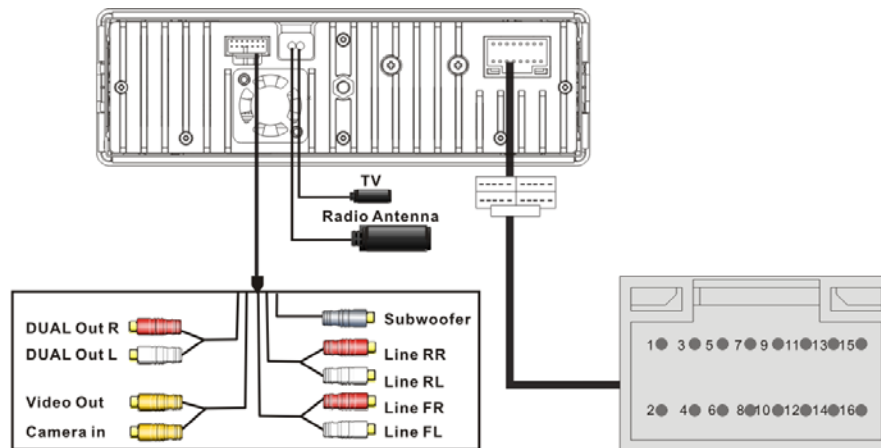 TV
Radio Antenna
DUAL Out R
DUAL Out L
Video Out
Camera in
Subwoofer
Line RR
Line RL
Line FR
Line FL
1 3 5 7 9 11 13 15
2 4 6 8 10 12 14 16